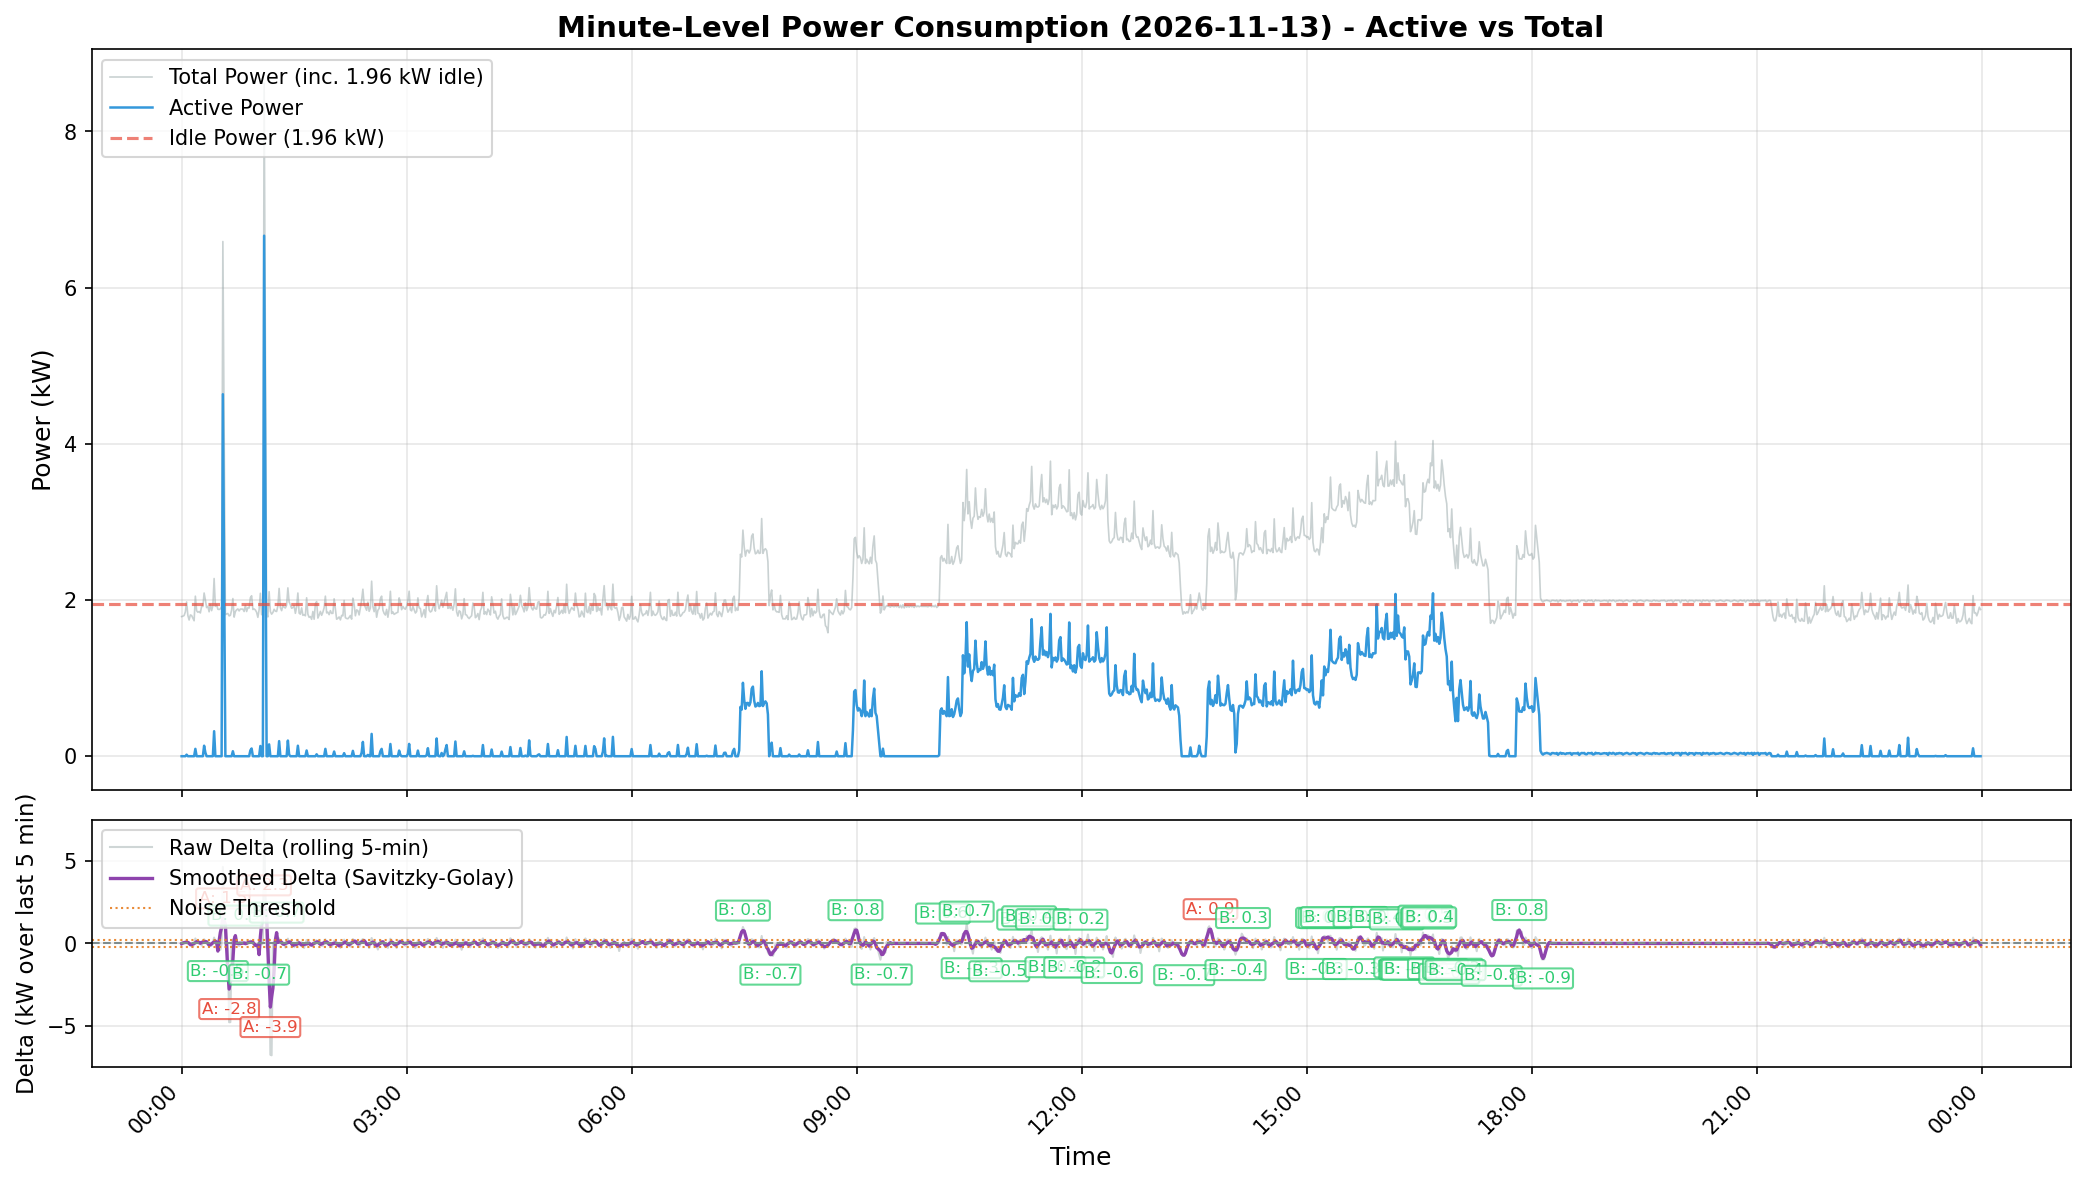 Minute-Level Power Consumption (2026-11-13) - Active vs Total
Total Power (inc. 1.96 kW idle)
Active Power
Idle Power (1.96 kW)
Power (kW)
8
6
4
2
0
Raw Delta (rolling 5-min)
Smoothed Delta (Savitzky-Golay)
Noise Threshold
Delta (kW over last 5 min)
5
0
−5
B: 0.8
B: 0.8
B: 0.7
B: 0.2
B: 0.3
B: 0.4
B: 0.8
B: -0.7
A: -2.8
A: -3.9
B: -0.7
B: -0.7
B: -0.5
B: -0.6
B: -0.4
B: -0.9
00:00
03:00
06:00
09:00
12:00
15:00
18:00
21:00
00:00
Time